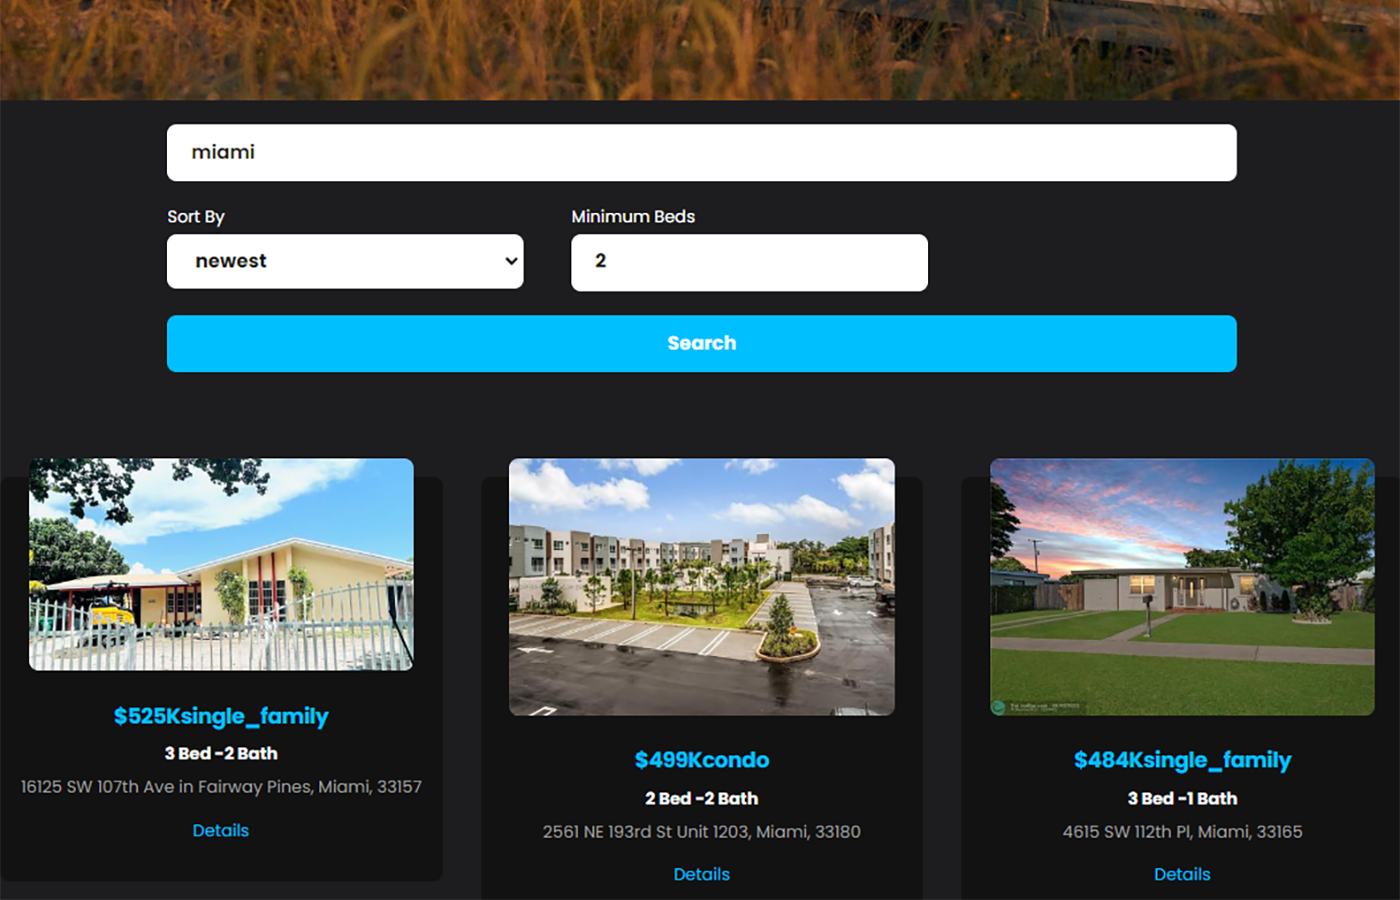 miami
Sort By
Minimum Beds
newest
2
Search
$525Ksingle_family
3 Bed -2 Bath
16125 SW 107th Ave in Fairway Pines, Miami, 33157
Details
$499Kcondo
2 Bed -2 Bath
2561 NE 193rd St Unit 1203, Miami, 33180
Details
$484Ksingle_family
3 Bed -1 Bath
4615 SW 112th Pl, Miami, 33165
Details